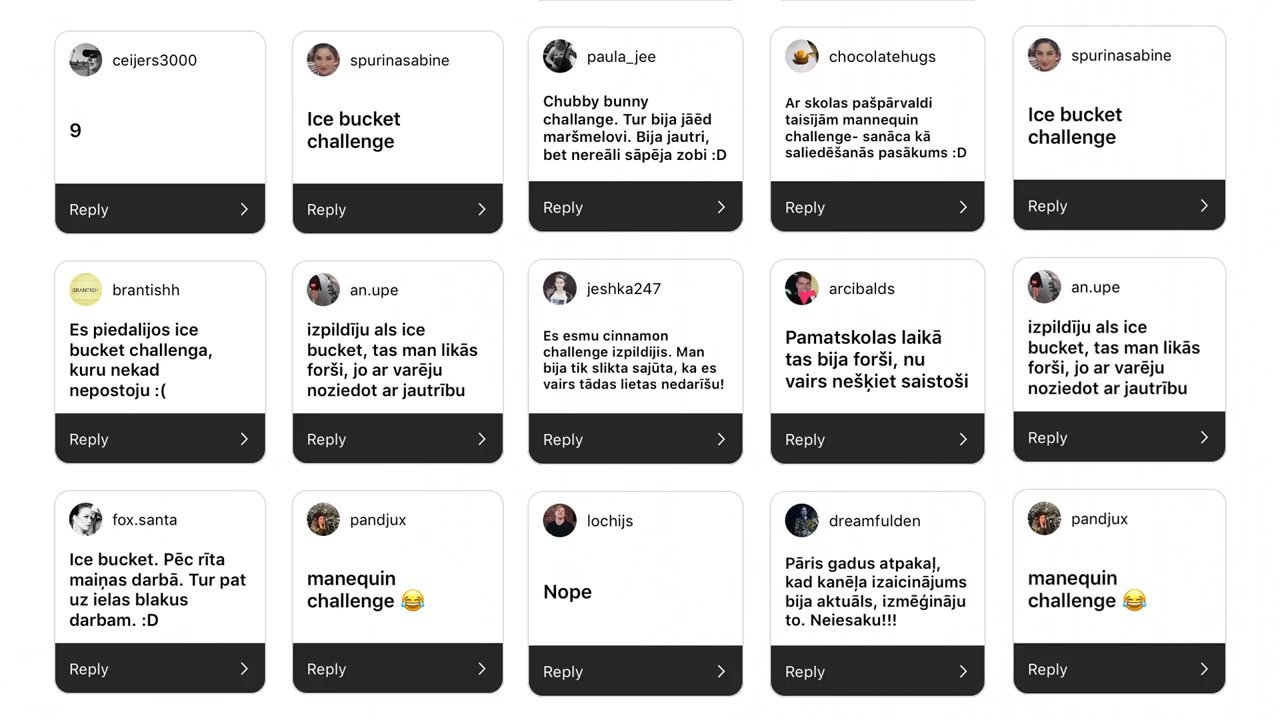 ceijers3000
9
Reply
spurinasabine
Ice bucket
challenge
Reply
paula_jee
Chubby bunny
challange. Tur bija jāēd
maršmelovi. Bija jautri,
bet nereāli sāpēja zobi :D
Reply
chocolatehugs
Ar skolas pašpārvaldi
taisījām mannequin
challenge- sanāca kā
saliedēšanās pasākums :D
Reply
spurinasabine
Ice bucket
challenge
Reply
brantishh
BRANTISH
Es piedalijos ice
bucket challenga,
kuru nekad
nepostoju :(
Reply
an.upe
izpildīju als ice
bucket, tas man likās
forši, jo ar varēju
noziedot ar jautrību
Reply
jeshka247
Es esmu cinnamon
challenge izpildijis. Man
bija tik slikta sajūta, ka es
vairs tādas lietas nedarīšu!
Reply
arcibalds
Pamatskolas laikā
tas bija forši, nu
vairs nešķiet saistoši
Reply
an.upe
izpildīju als ice
bucket, tas man likās
forši, jo ar varēju
noziedot ar jautrību
Reply
fox.santa
Ice bucket. Pēc rīta
maiņas darbā. Tur pat
uz ielas blakus
darbam. :D
Reply
pandjux
manequin
challenge 😂
Reply
lochijs
Nope
Reply
dreamfulden
Pāris gadus atpakaļ,
kad kanēļa izaicinājums
bija aktuāls, izmēģināju
to. Neiesaku!!!
Reply
pandjux
manequin
challenge 😂
Reply